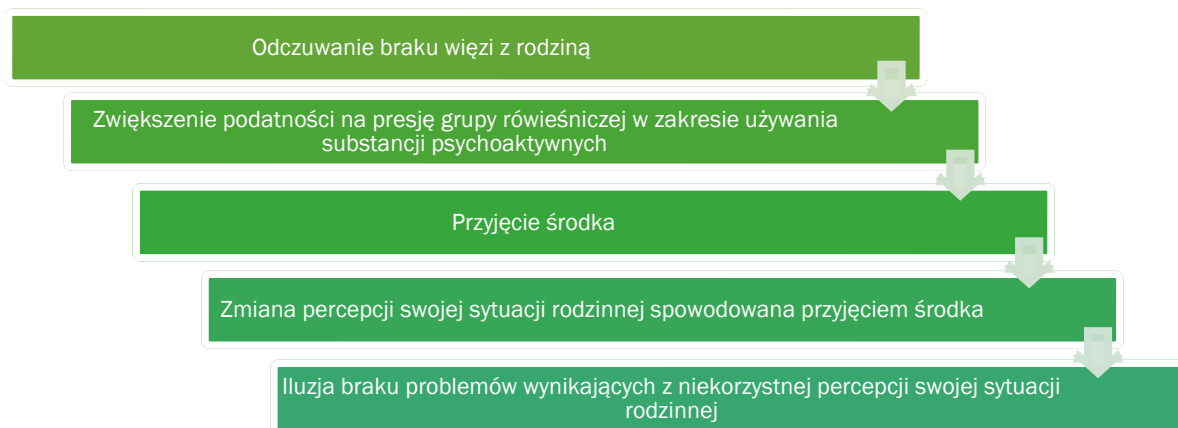 Odczuwanie braku więzi z rodziną
Zwiększenie podatności na presję grupy rówieśniczej w zakresie używania
substancji psychoaktywnych
Przyjęcie środka
Zmiana percepcji swojej sytuacji rodzinnej spowodowana przyjęciem środka
Iluzja braku problemów wynikających z niekorzystnej percepcji swojej sytuacji
rodzinnej